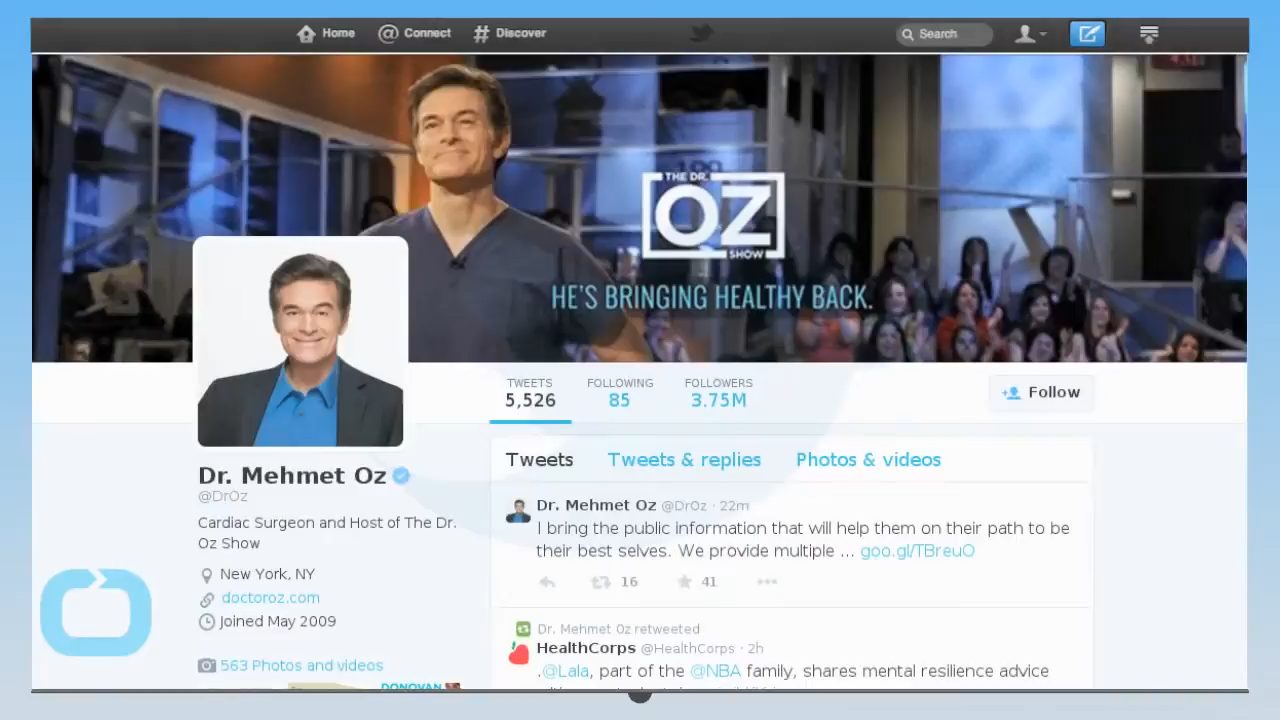 Home
Connect
Discover
Search
THE DR.
OZ
SHOW
HE'S BRINGING HEALTHY BACK.
TWEETS
5,526
FOLLOWING
85
FOLLOWERS
3.75M
Follow
Dr. Mehmet Oz
@DrOz
Cardiac Surgeon and Host of The Dr.
Oz Show
New York, NY
doctoroz.com
Joined May 2009
563 Photos and videos
DONOVAN
Tweets Tweets & replies Photos & videos
Dr. Mehmet Oz @DrOz · 22m
I bring the public information that will help them on their path to be
their best selves. We provide multiple ... goo.gl/TBreuO
16 41
Dr. Mehmet Oz retweeted
HealthCorps @HealthCorps · 2h
.@Lala, part of the @NBA family, shares mental resilience advice